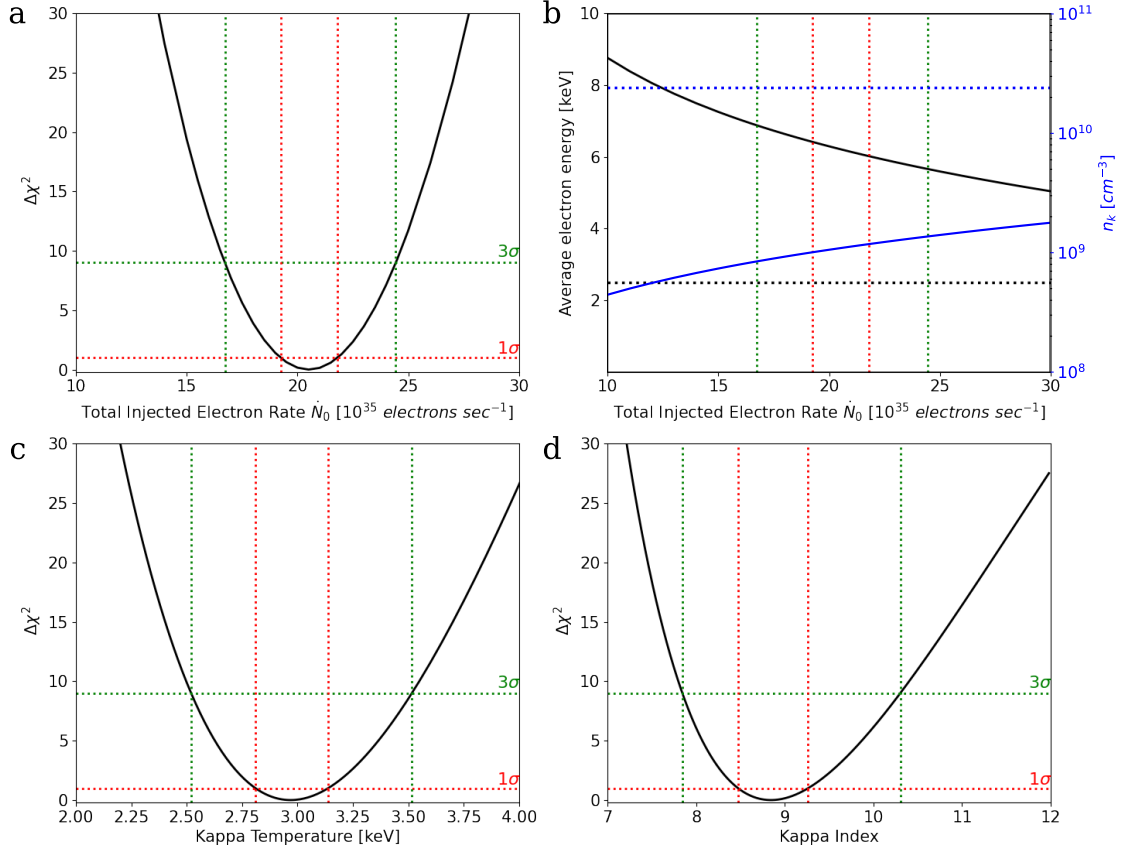 a
30
25
20
15
10
5
0
Δχ²
3σ
1σ
10 15 20 25 30
Total Injected Electron Rate Ṅ₀ [10³⁵ electrons sec⁻¹]
b
10
8
6
4
2
Average electron energy [keV]
10¹¹
10¹⁰
10⁹
10⁸
nₖ [cm⁻³]
10 15 20 25 30
Total Injected Electron Rate Ṅ₀ [10³⁵ electrons sec⁻¹]
c
30
25
20
15
10
5
0
Δχ²
3σ
1σ
2.00 2.25 2.50 2.75 3.00 3.25 3.50 3.75 4.00
Kappa Temperature [keV]
d
30
25
20
15
10
5
0
Δχ²
3σ
1σ
7 8 9 10 11 12
Kappa Index